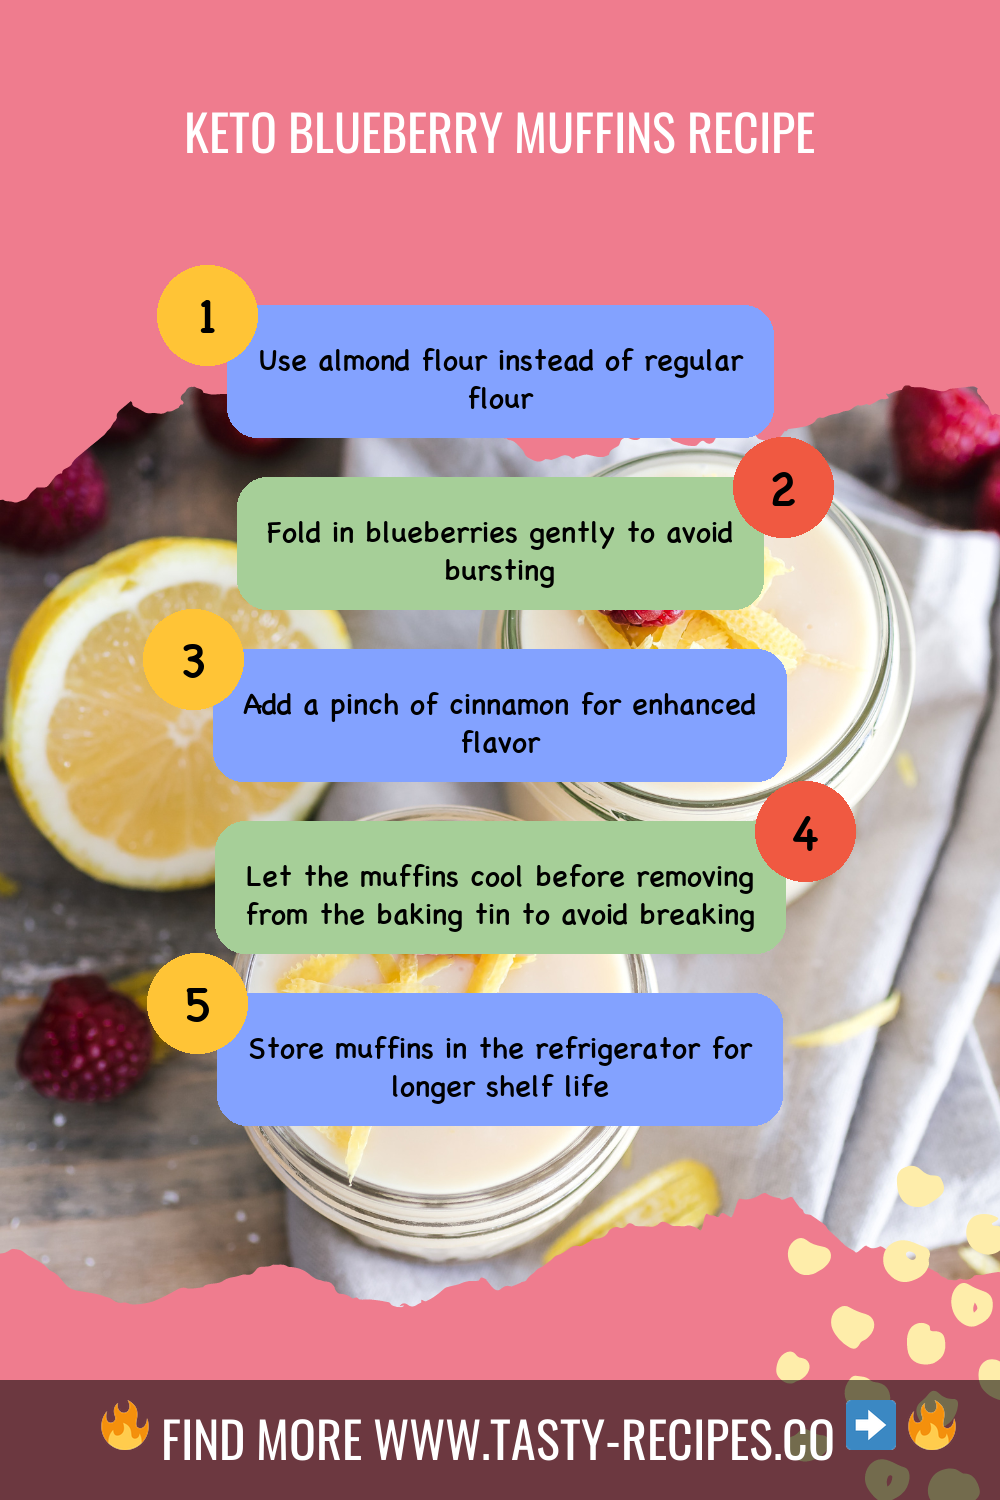 KETO BLUEBERRY MUFFINS RECIPE
1
Use almond flour instead of regular
flour
2
Fold in blueberries gently to avoid
bursting
3
Add a pinch of cinnamon for enhanced
flavor
4
Let the muffins cool before removing
from the baking tin to avoid breaking
5
Store muffins in the refrigerator for
longer shelf life
🔥 FIND MORE WWW.TASTY-RECIPES.CO ➡️ 🔥